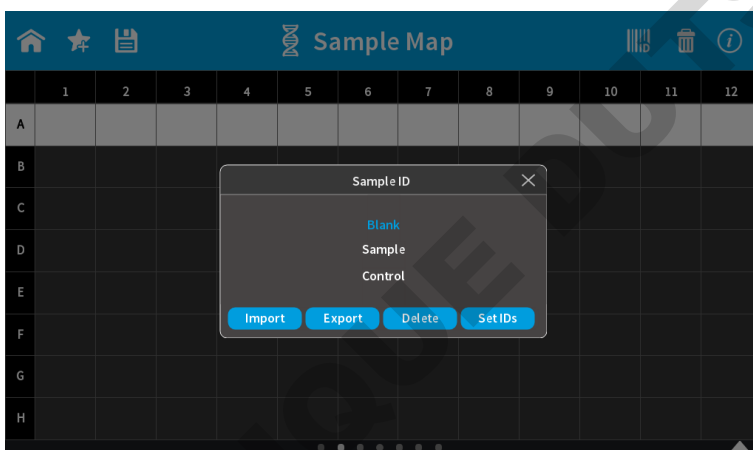 Sample Map
ID
i
1 2 3 4 5 6 7 8 9 10 11 12
A
B
Sample ID
C
Blank
D
Sample
Control
E
Import Export Delete Set IDs
F
G
H